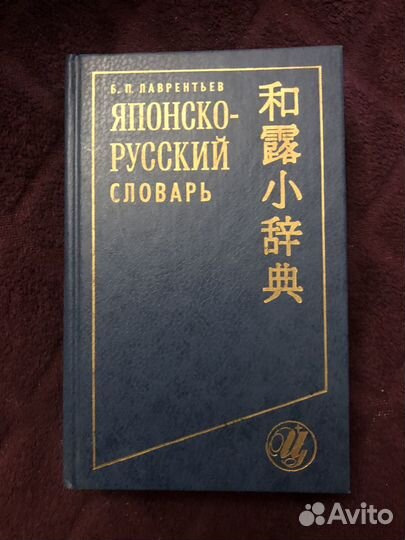 Б. П. ЛАВРЕНТЬЕВ
ЯПОНСКО-
РУССКИЙ
СЛОВАРЬ
和露小辞典
Ц
Avito